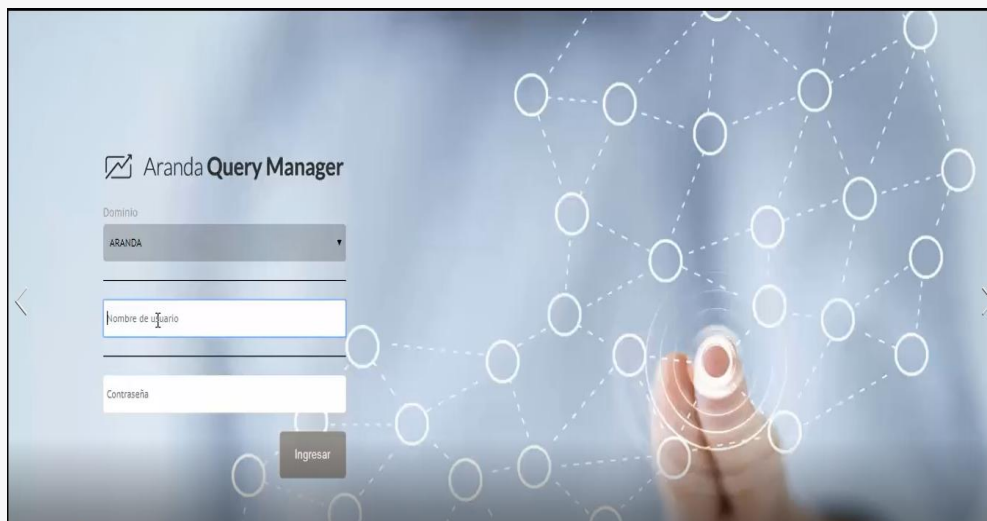 Aranda Query Manager
Dominio
ARANDA
Nombre de usuario
Contraseña
Ingresar